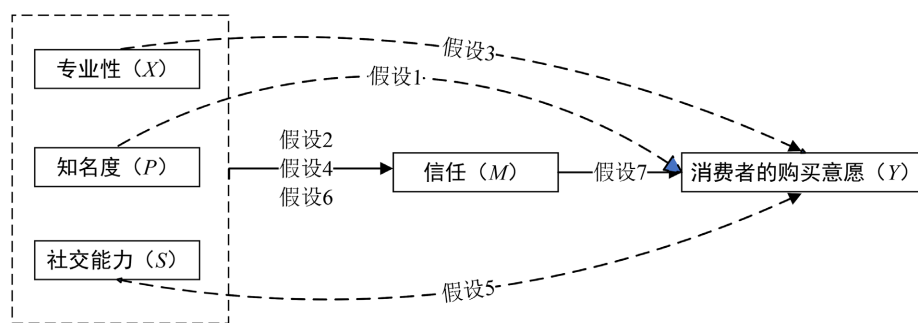 假设3
专业性（X）
假设1
假设2
知名度（P）
假设4
信任（M）
假设7
消费者的购买意愿（Y）
假设6
社交能力（S）
假设5